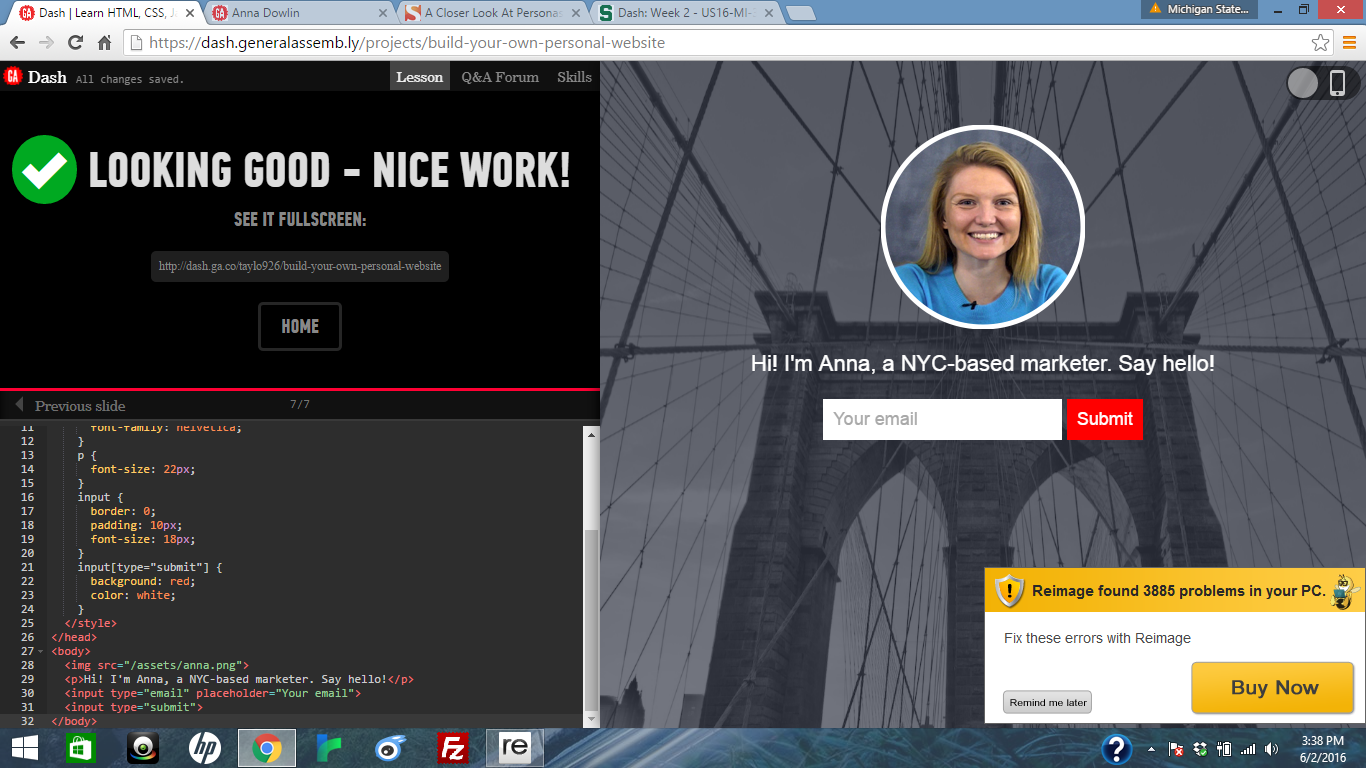 Dash | Learn HTML, CSS, J
Anna Dowlin
A Closer Look At Personas
Dash: Week 2 - US16-MI-
Michigan State...
https://dash.generalassemb.ly/projects/build-your-own-personal-website
GA Dash All changes saved.
Lesson Q&A Forum Skills
LOOKING GOOD - NICE WORK!
SEE IT FULLSCREEN:
http://dash.ga.co/taylo926/build-your-own-personal-website
HOME
Previous slide 7/7
11 font-family: helvetica;
12 }
13 p {
14 font-size: 22px;
15 }
16 input {
17 border: 0;
18 padding: 10px;
19 font-size: 18px;
20 }
21 input[type="submit"] {
22 background: red;
23 color: white;
24 }
25 </style>
26 </head>
27 <body>
28 <img src="/assets/anna.png">
29 <p>Hi! I'm Anna, a NYC-based marketer. Say hello!</p>
30 <input type="email" placeholder="Your email">
31 <input type="submit">
32 </body>
Hi! I'm Anna, a NYC-based marketer. Say hello!
Your email Submit
Reimage found 3885 problems in your PC.
Fix these errors with Reimage
Buy Now
Remind me later
hp
Fz
re
3:38 PM
6/2/2016